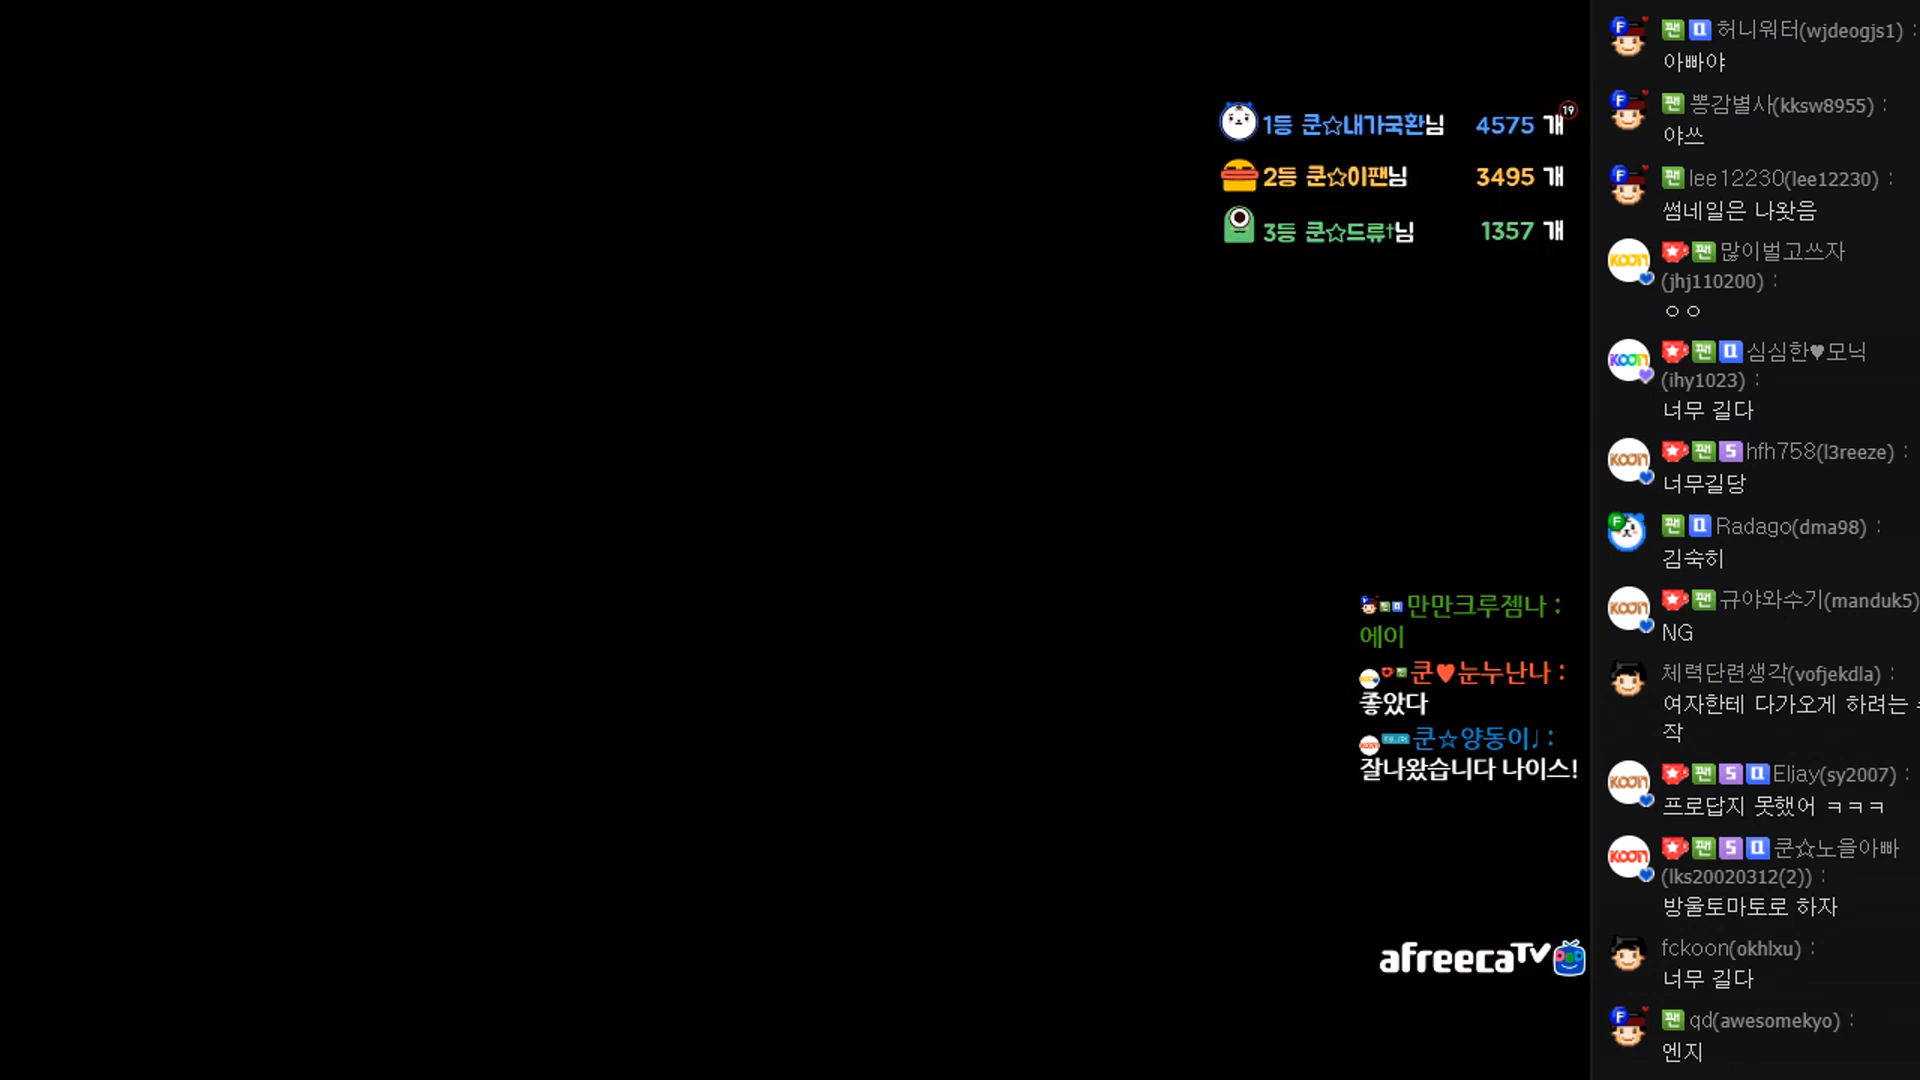 1등 쿤☆내가국환님 4575 개
19
2등 쿤☆이팬님 3495 개
3등 쿤☆드류†님 1357 개
만만크루젬나 :
에이
쿤♥눈누난나 :
좋았다
쿤☆양동이♩ :
잘나왔습니다 나이스!
afreecaTV
팬 허니워터(wjdeogjs1) :
아빠야
팬 뽕감별사(kksw8955) :
야쓰
팬 lee12230(lee12230) :
썸네일은 나왓음
KOON 팬 많이벌고쓰자
(jhj110200) :
ㅇㅇ
KOON 팬 심심한♥모닉
(ihy1023) :
너무 길다
KOON 팬 S hfh758(l3reeze) :
너무길당
팬 Radago(dma98) :
김숙히
KOON 팬 규야와수기(manduk5)
NG
체력단련생각(vofjekdla) :
여자한테 다가오게 하려는
작
KOON 팬 S Eljay(sy2007) :
프로답지 못했어 ㅋㅋㅋ
KOON 팬 S 쿤☆노을아빠
(lks20020312(2)) :
방울토마토로 하자
fckoon(okhlxu) :
너무 길다
팬 qd(awesomekyo) :
엔지